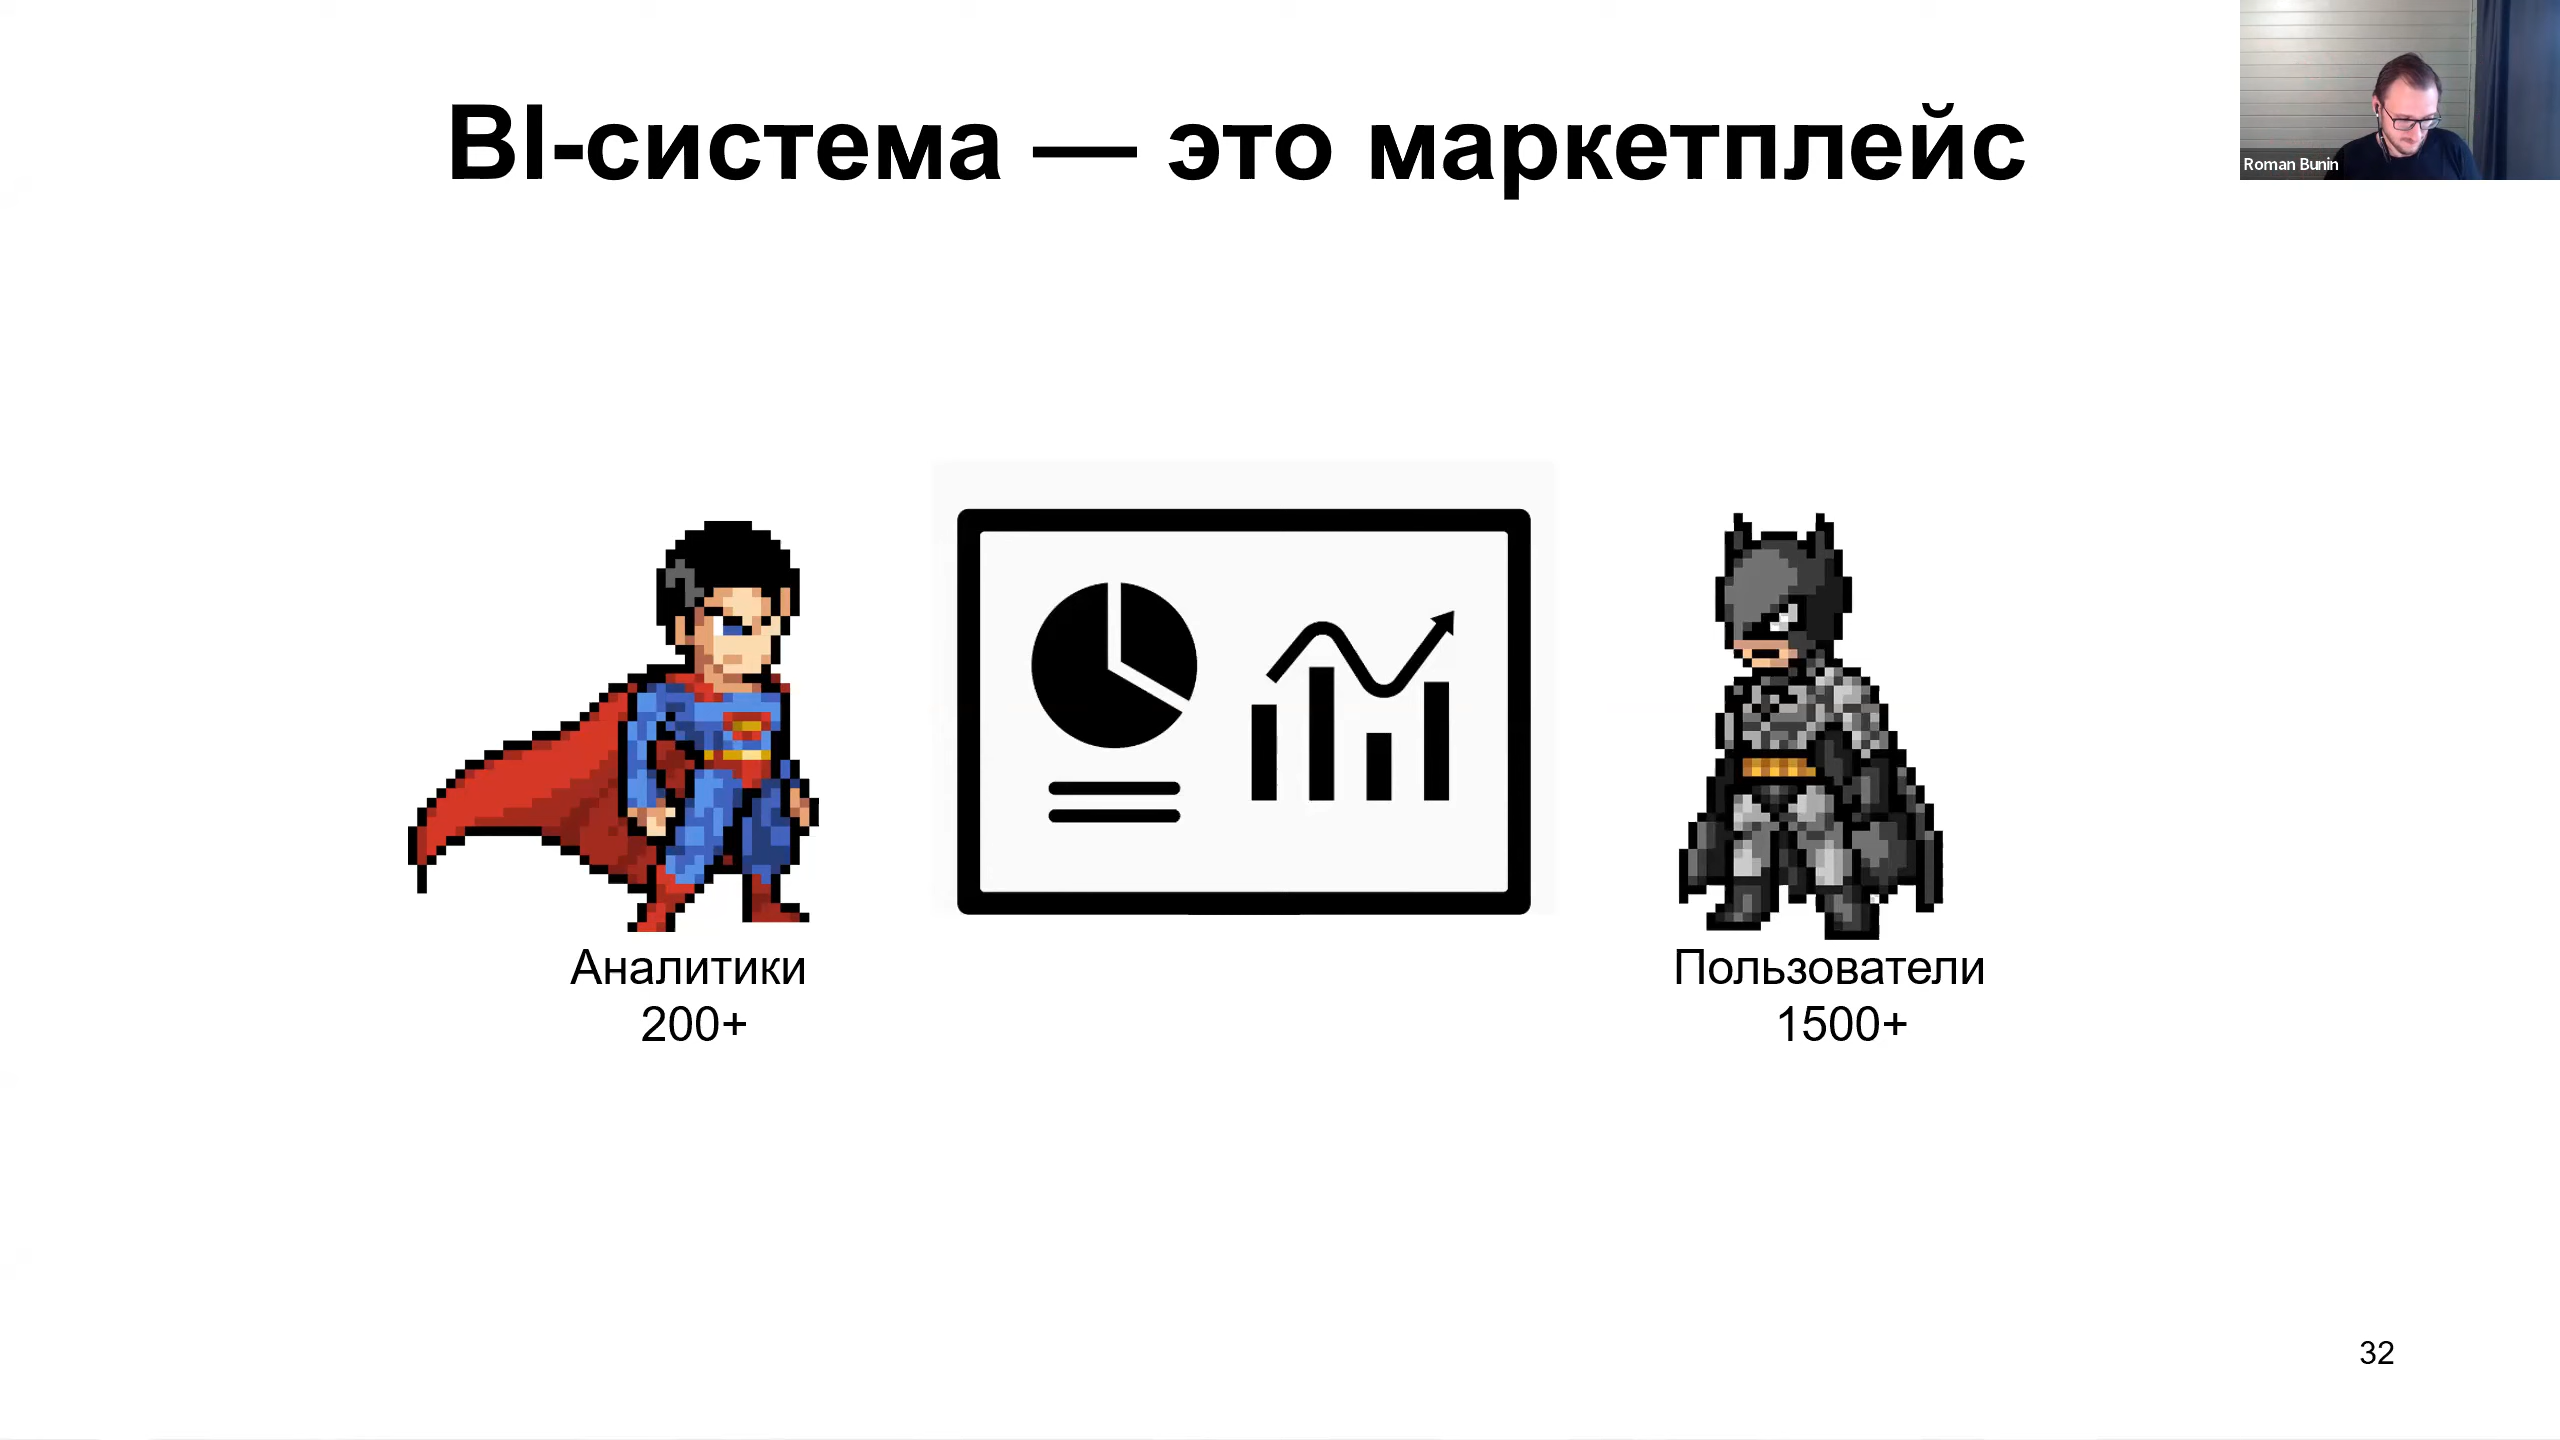 BI-система — это маркетплейс
Roman Bunin
Аналитики
200+
Пользователи
1500+
32